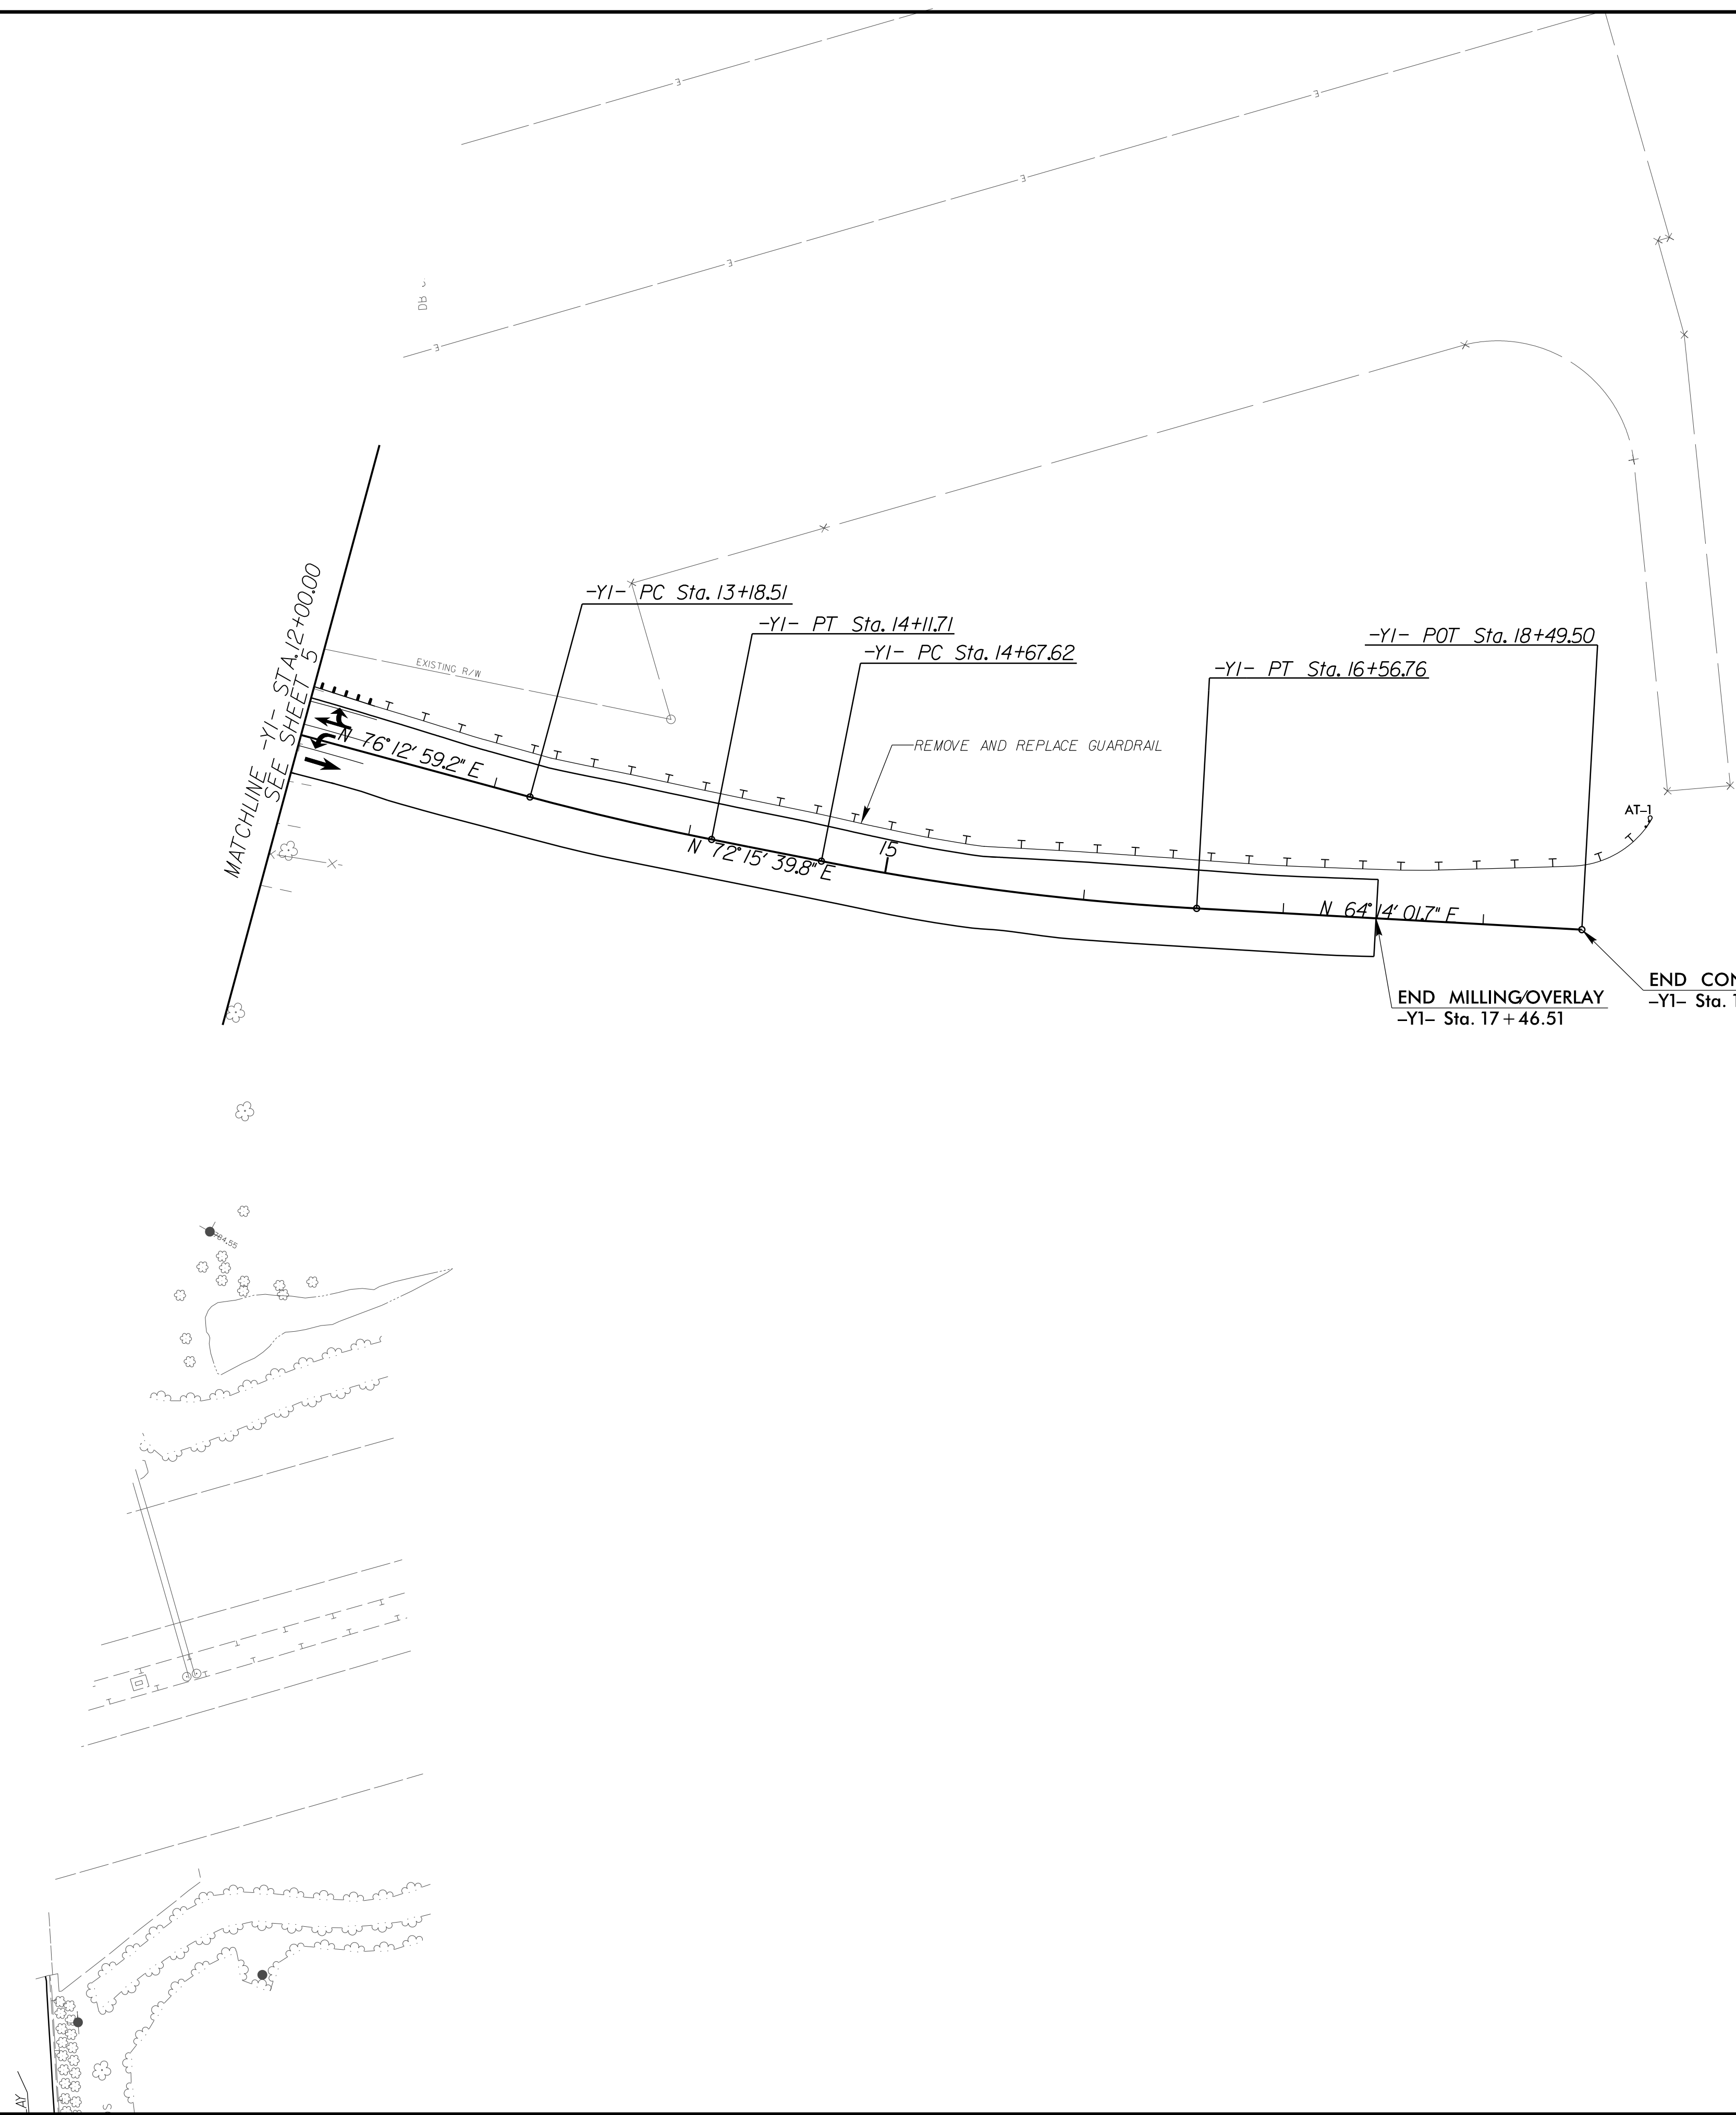 -Y1- PC Sta. 13+18.51
-Y1- PT Sta. 14+11.71
-Y1- PC Sta. 14+67.62
-Y1- POT Sta. 18+49.50
-Y1- PT Sta. 16+56.76
MATCHLINE -Y1- STA. 12+00.00
SEE SHEET 5
EXISTING R/W
REMOVE AND REPLACE GUARDRAIL
N 76° 12' 59.2" E
N 72° 15' 39.8" E
15
N 64° 14' 01.7" E
AT-1
END MILLING/OVERLAY
-Y1- Sta. 17+46.51
END
-Y1- Sta.
784.55
E
E
E
E
E